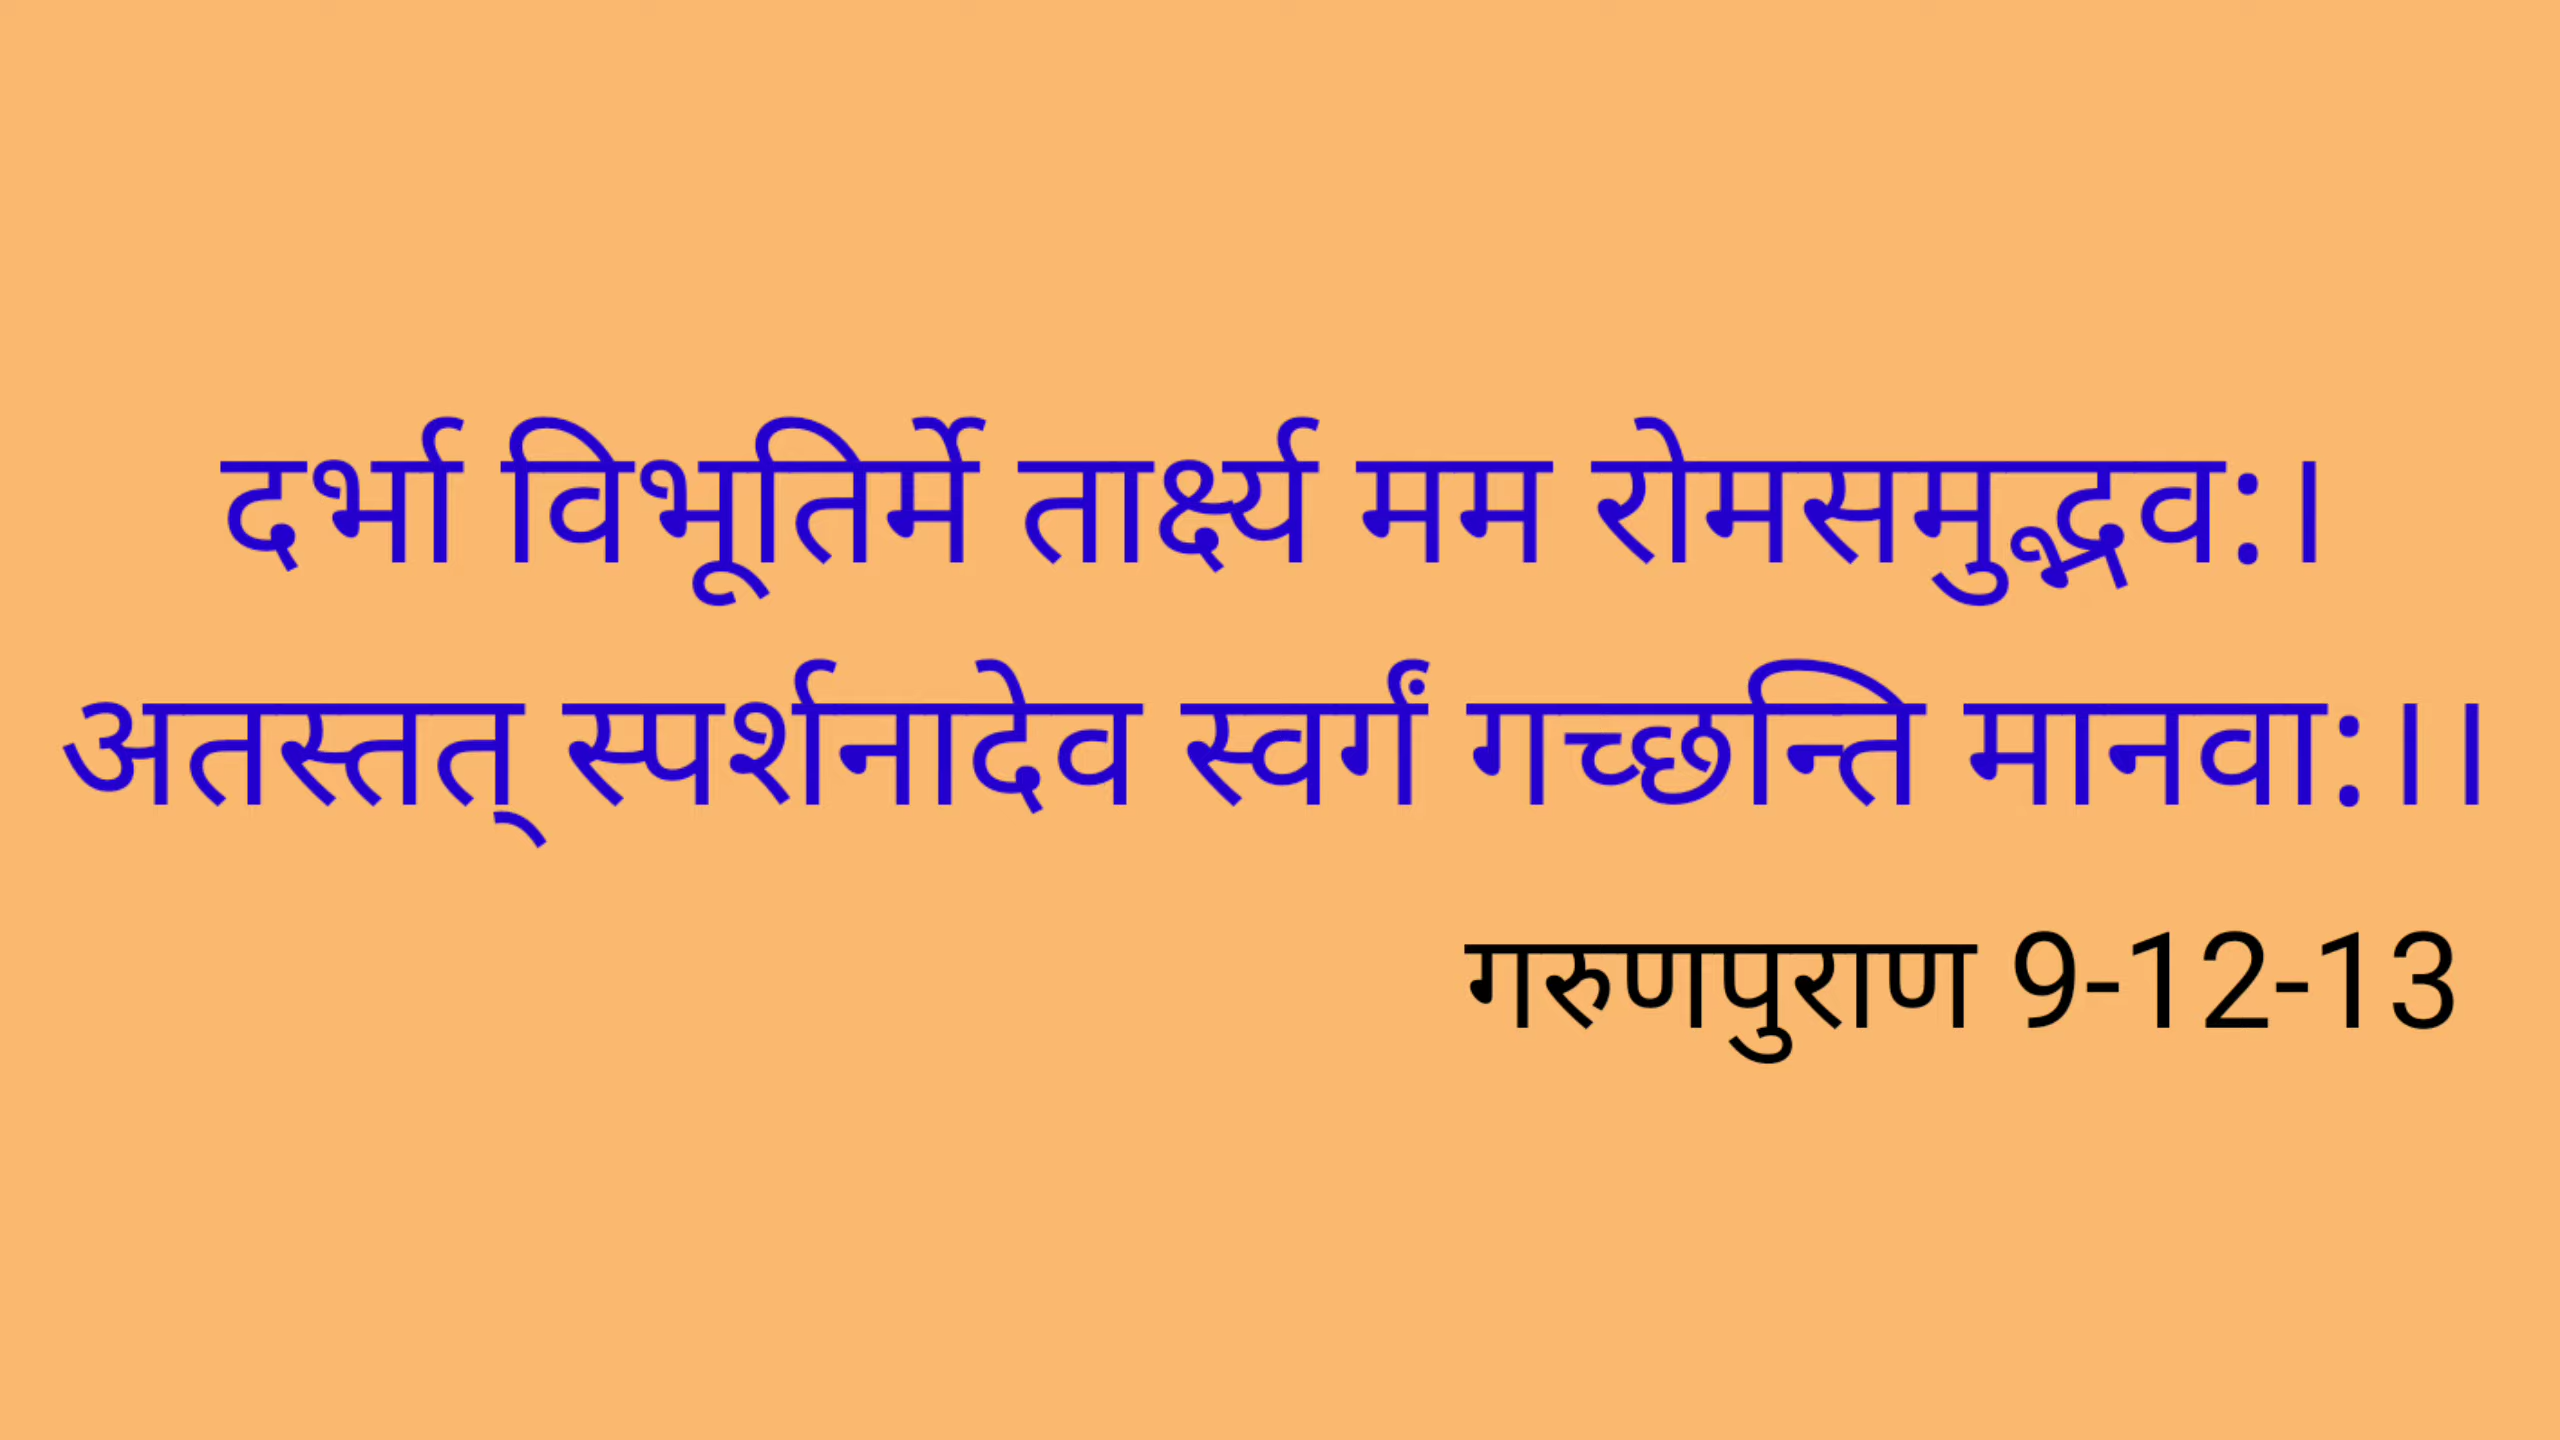 दर्भा विभूतिर्मे तार्क्ष्य मम रोमसमुद्भव:।
अतस्तत् स्पर्शनादेव स्वर्गं गच्छन्ति मानवा:।।
गरुणपुराण 9-12-13